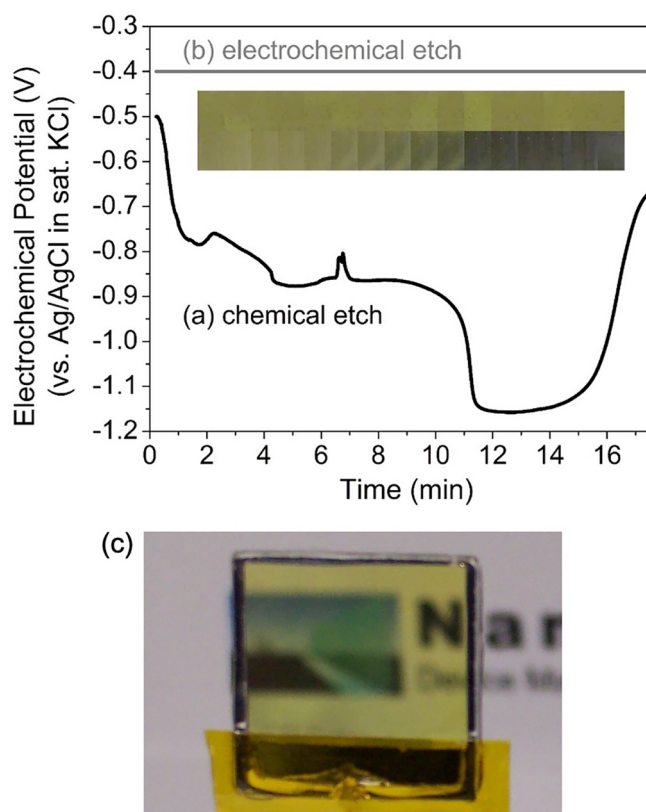 -0.3
(b) electrochemical etch
-0.4
-0.5
-0.6
-0.7
-0.8
-0.9
(a) chemical etch
-1.0
-1.1
-1.2
Electrochemical Potential (V)
(vs. Ag/AgCl in sat. KCl)
0 2 4 6 8 10 12 14 16
Time (min)
(c)
Nan